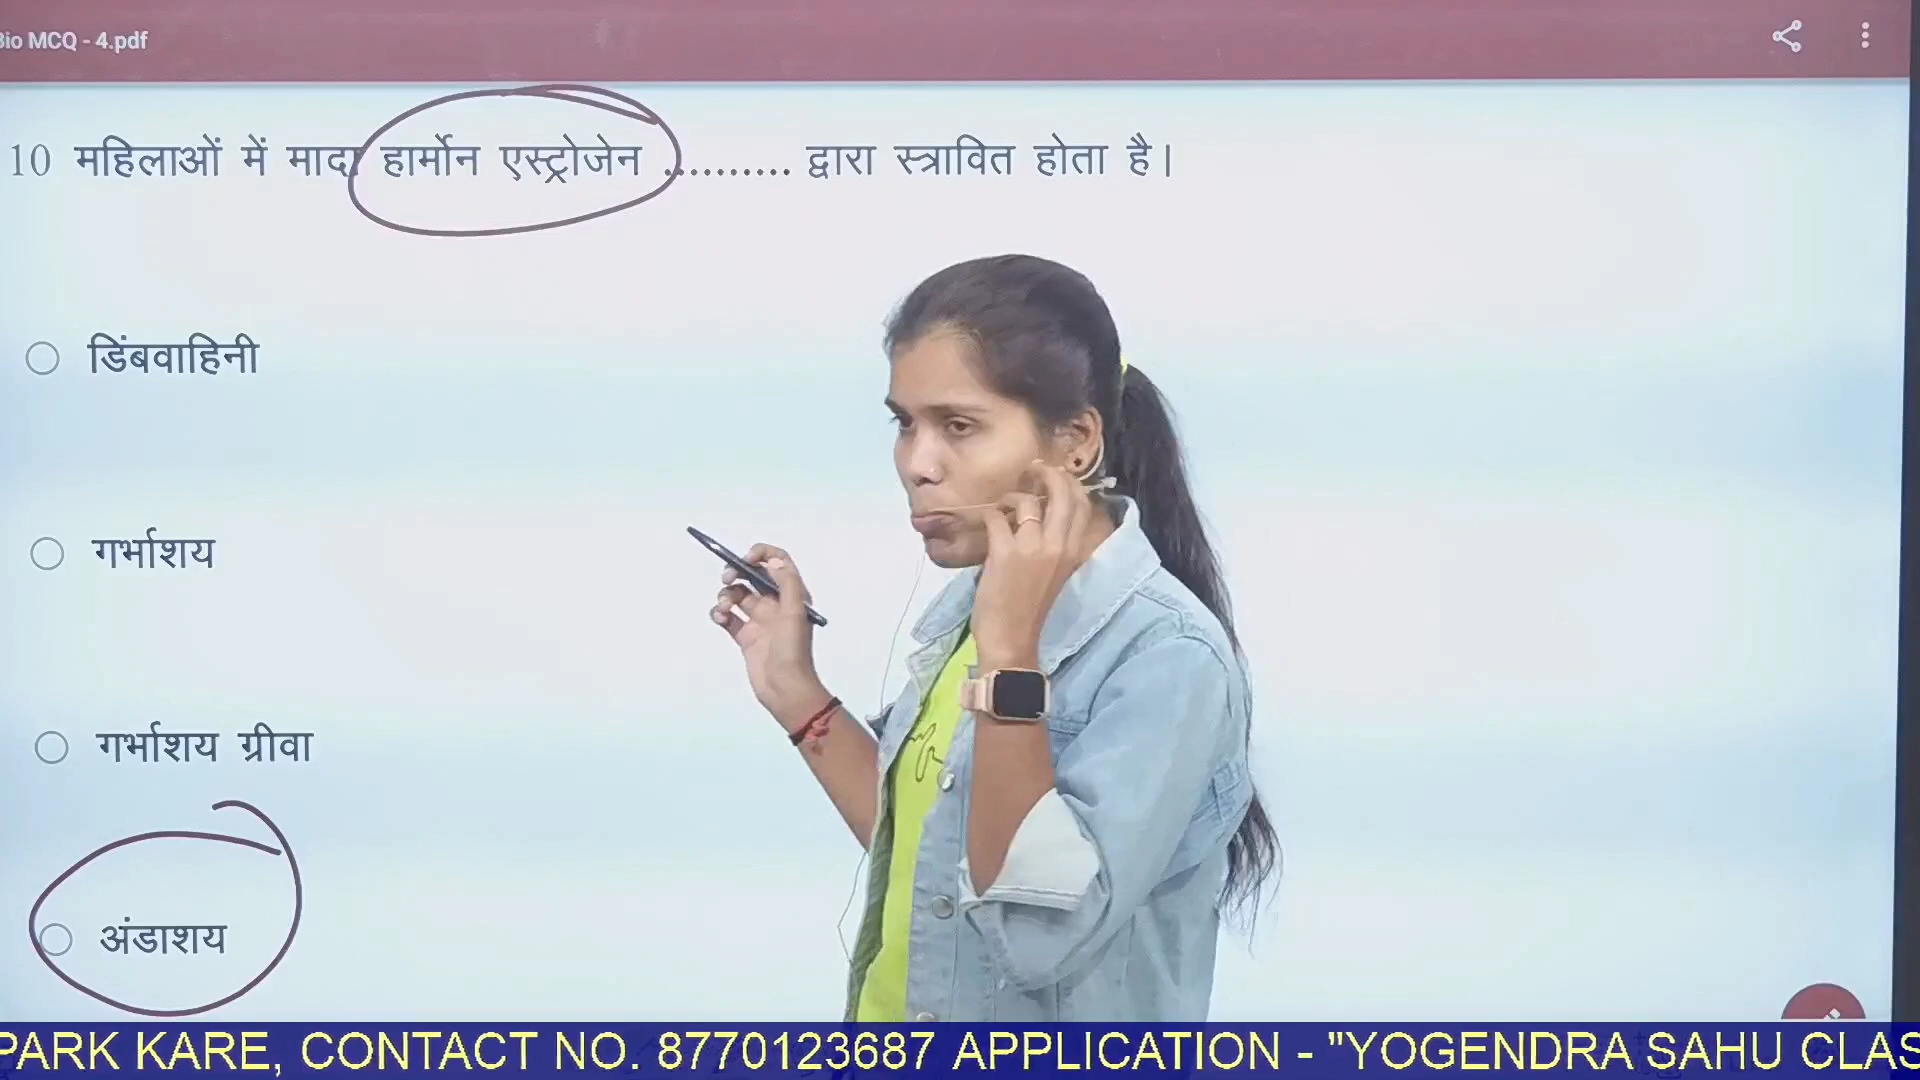 Bio MCQ - 4.pdf
10 महिलाओं में मादा हार्मोन एस्ट्रोजेन .......... द्वारा स्त्रावित होता है।
डिंबवाहिनी
गर्भाशय
गर्भाशय ग्रीवा
अंडाशय
PARK KARE, CONTACT NO. 8770123687 APPLICATION - "YOGENDRA SAHU CLAS